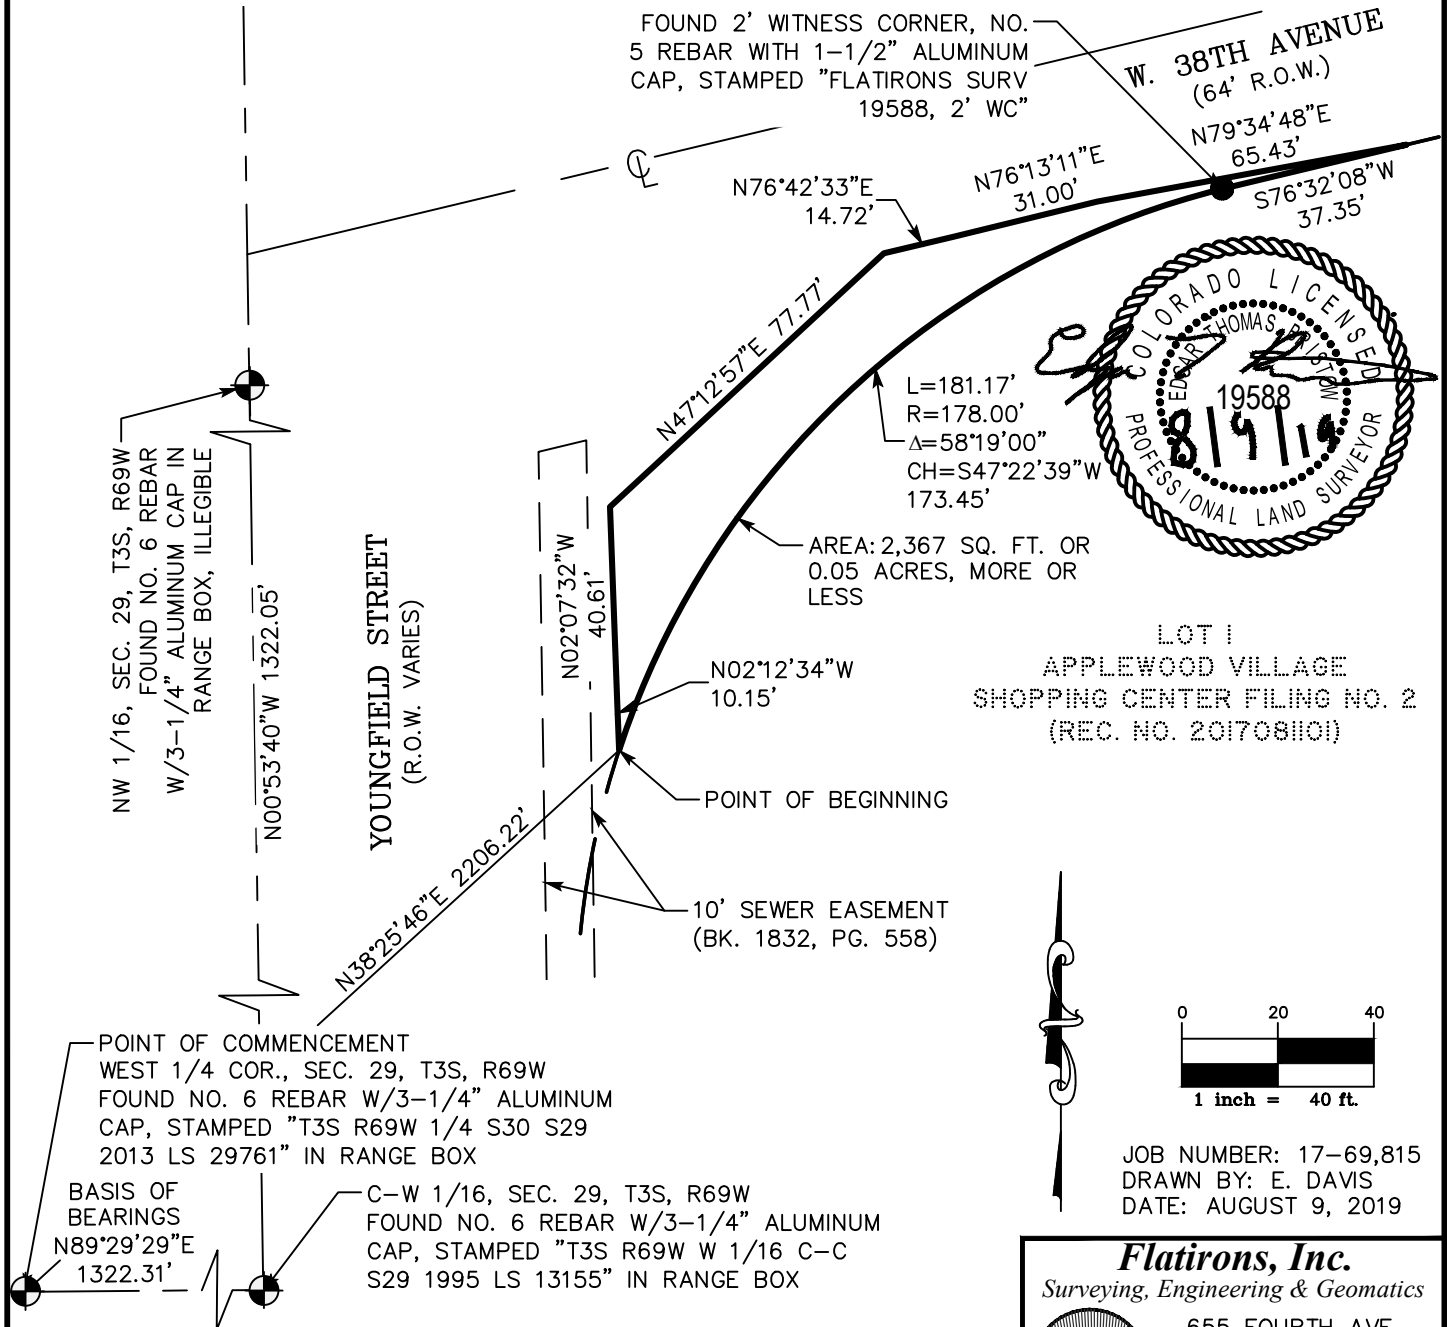 FOUND 2' WITNESS CORNER, NO.
5 REBAR WITH 1-1/2" ALUMINUM
CAP, STAMPED "FLATIRONS SURV
19588, 2' WC"
W. 38TH AVENUE
(64' R.O.W.)
N79°34'48"E
65.43'
S76°32'08"W
37.35'
N76°13'11"E
31.00'
N76°42'33"E
14.72'
N47°12'57"E 77.77'
COLORADO LICENSED
EDGAR THOMAS BRISTOW
19588
8/9/19
PROFESSIONAL LAND SURVEYOR
L=181.17'
R=178.00'
Δ=58°19'00"
CH=S47°22'39"W
173.45'
AREA: 2,367 SQ. FT. OR
0.05 ACRES, MORE OR
LESS
NW 1/16, SEC. 29, T3S, R69W
FOUND NO. 6 REBAR
W/3-1/4" ALUMINUM CAP IN
RANGE BOX, ILLEGIBLE
N00°53'40"W 1322.05'
YOUNGFIELD STREET
(R.O.W. VARIES)
N02°07'32"W
40.61'
N02°12'34"W
10.15'
LOT 1
APPLEWOOD VILLAGE
SHOPPING CENTER FILING NO. 2
(REC. NO. 2017081101)
POINT OF BEGINNING
N38°25'46"E 2206.22'
10' SEWER EASEMENT
(BK. 1832, PG. 558)
POINT OF COMMENCEMENT
WEST 1/4 COR., SEC. 29, T3S, R69W
FOUND NO. 6 REBAR W/3-1/4" ALUMINUM
CAP, STAMPED "T3S R69W 1/4 S30 S29
2013 LS 29761" IN RANGE BOX
0 20 40
1 inch = 40 ft.
JOB NUMBER: 17-69,815
DRAWN BY: E. DAVIS
DATE: AUGUST 9, 2019
BASIS OF
BEARINGS
N89°29'29"E
1322.31'
C-W 1/16, SEC. 29, T3S, R69W
FOUND NO. 6 REBAR W/3-1/4" ALUMINUM
CAP, STAMPED "T3S R69W W 1/16 C-C
S29 1995 LS 13155" IN RANGE BOX
Flatirons, Inc.
Surveying, Engineering & Geomatics
655 FOURTH AVE